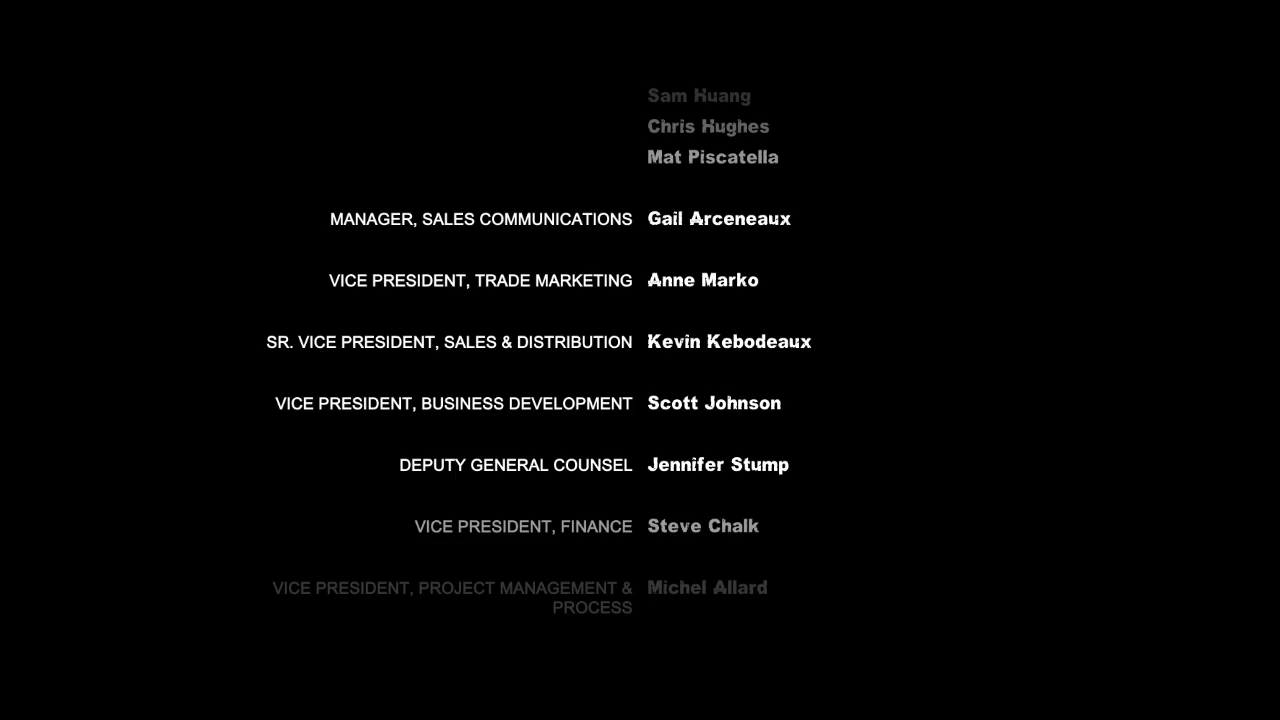 Sam Huang
Chris Hughes
Mat Piscatella
MANAGER, SALES COMMUNICATIONS Gail Arceneaux
VICE PRESIDENT, TRADE MARKETING Anne Marko
SR. VICE PRESIDENT, SALES & DISTRIBUTION Kevin Kebodeaux
VICE PRESIDENT, BUSINESS DEVELOPMENT Scott Johnson
DEPUTY GENERAL COUNSEL Jennifer Stump
VICE PRESIDENT, FINANCE Steve Chalk
VICE PRESIDENT, PROJECT MANAGEMENT & Michel Allard
PROCESS